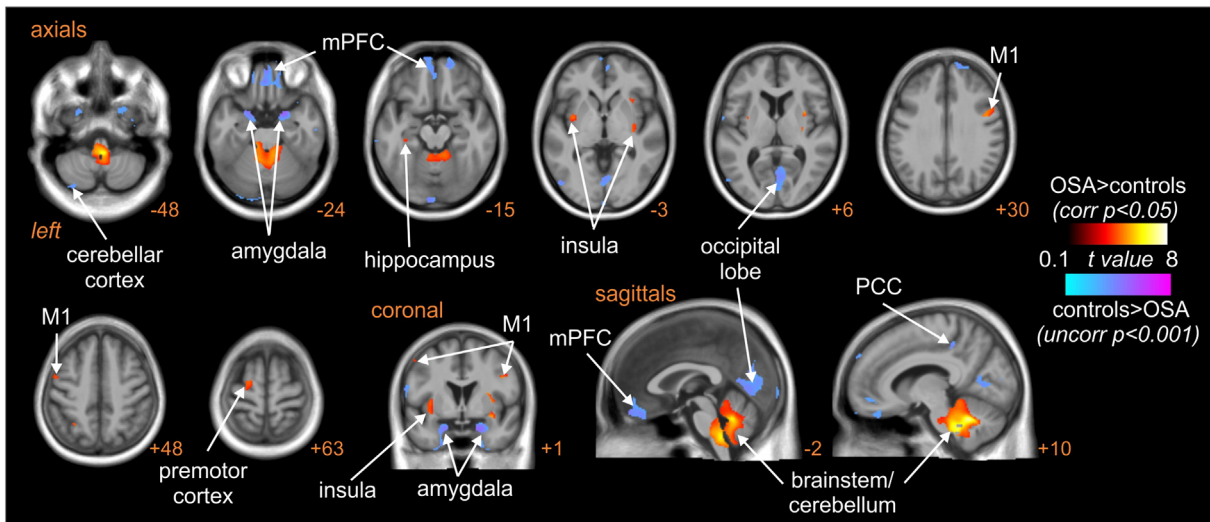 axials
mPFC
M1
-48
-24
-15
-3
+6
+30
left
cerebellar
cortex
amygdala
hippocampus
insula
occipital
lobe
OSA>controls
(corr p<0.05)
0.1 t value 8
controls>OSA
(uncorr p<0.001)
M1
coronal
M1
sagittals
mPFC
PCC
+48
+63
+1
-2
+10
premotor
cortex
insula
amygdala
brainstem/
cerebellum